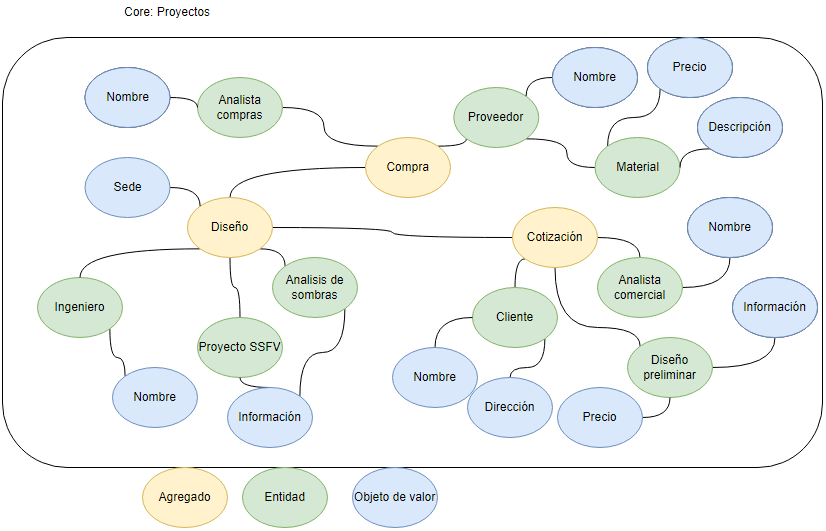 Core: Proyectos
Nombre
Analista
compras
Proveedor
Nombre
Precio
Descripción
Compra
Material
Sede
Diseño
Cotización
Nombre
Analisis de
sombras
Analista
comercial
Ingeniero
Cliente
Información
Proyecto SSFV
Diseño
preliminar
Nombre
Nombre
Información
Dirección
Precio
Agregado
Entidad
Objeto de valor